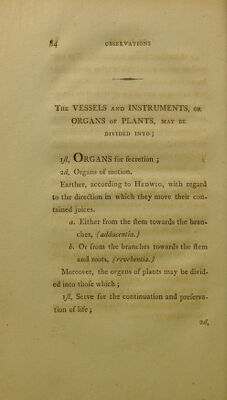 84 OBSERVATIONS
The VESSELS and INSTRUMENTS, or
ORGANS of PLANTS, may be
divided into;
1ſt, ORGANS for ſecretion;
2d, Organs of motion.
Farther, according to Hedwig, with regard
to the direction in which they move their con-
tained juices.
a. Either from the ſtem towards the bran-
ches, (adducentia.)
b. Or from the branches towards the ſtem
and roots, (revehentia.)
Moreover, the organs of plants may be divid-
ed into thoſe which;
1ſt, Serve for the continuation and preſerva-
tion of life;
2d,